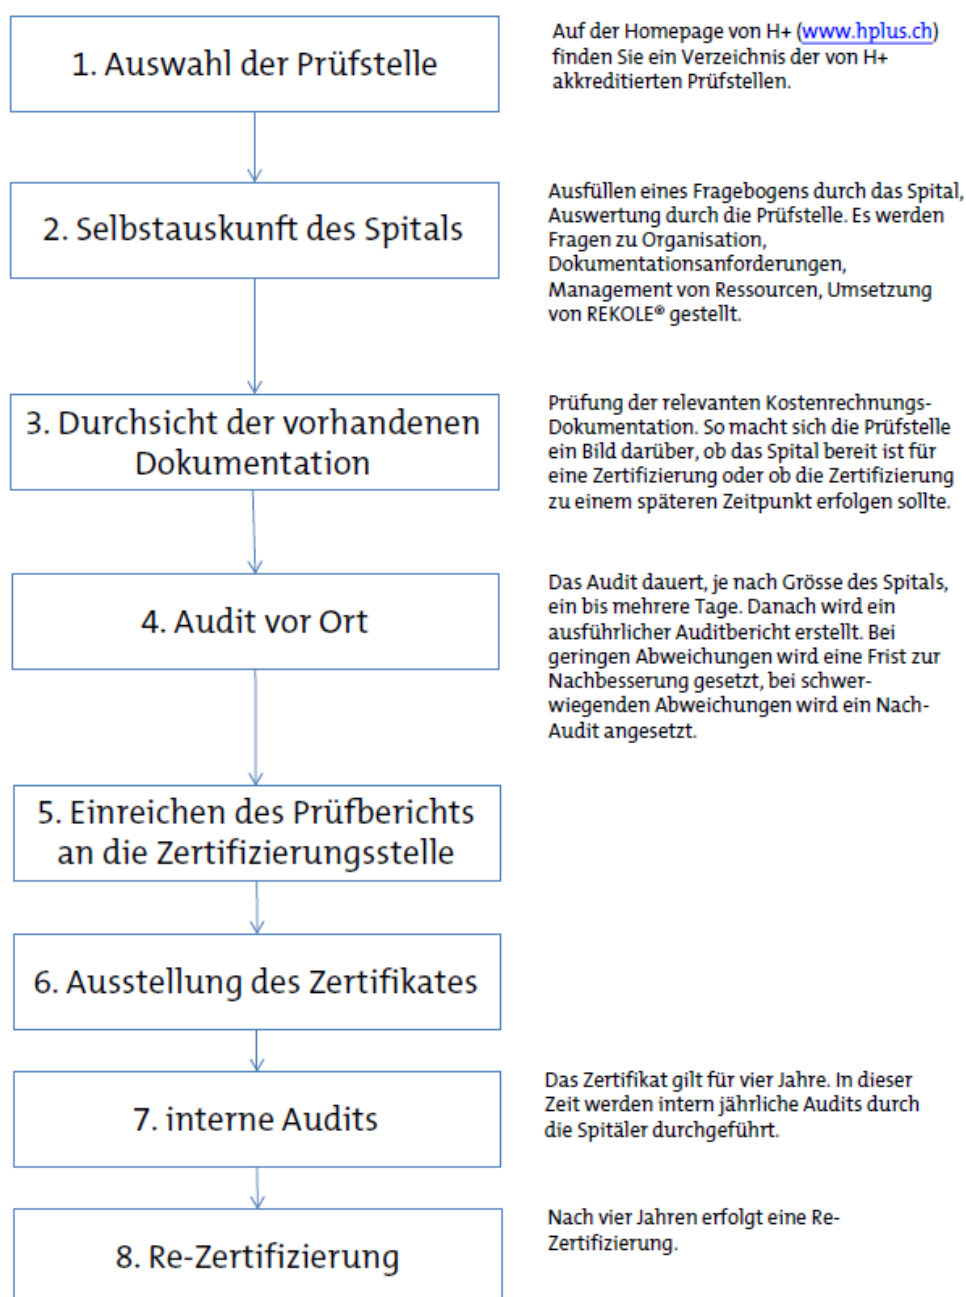 1. Auswahl der Prüfstelle
Auf der Homepage von H+ (www.hplus.ch)
finden Sie ein Verzeichnis der von H+
akkreditierten Prüfstellen.
2. Selbstauskunft des Spitals
Ausfüllen eines Fragebogens durch das Spital,
Auswertung durch die Prüfstelle. Es werden
Fragen zu Organisation,
Dokumentationsanforderungen,
Management von Ressourcen, Umsetzung
von REKOLE® gestellt.
3. Durchsicht der vorhandenen
Dokumentation
Prüfung der relevanten Kostenrechnungs-
Dokumentation. So macht sich die Prüfstelle
ein Bild darüber, ob das Spital bereit ist für
eine Zertifizierung oder ob die Zertifizierung
zu einem späteren Zeitpunkt erfolgen sollte.
4. Audit vor Ort
Das Audit dauert, je nach Grösse des Spitals,
ein bis mehrere Tage. Danach wird ein
ausführlicher Auditbericht erstellt. Bei
geringen Abweichungen wird eine Frist zur
Nachbesserung gesetzt, bei schwer-
wiegenden Abweichungen wird ein Nach-
Audit angesetzt.
5. Einreichen des Prüfberichts
an die Zertifizierungsstelle
6. Ausstellung des Zertifikates
7. interne Audits
Das Zertifikat gilt für vier Jahre. In dieser
Zeit werden intern jährliche Audits durch
die Spitäler durchgeführt.
8. Re-Zertifizierung
Nach vier Jahren erfolgt eine Re-
Zertifizierung.